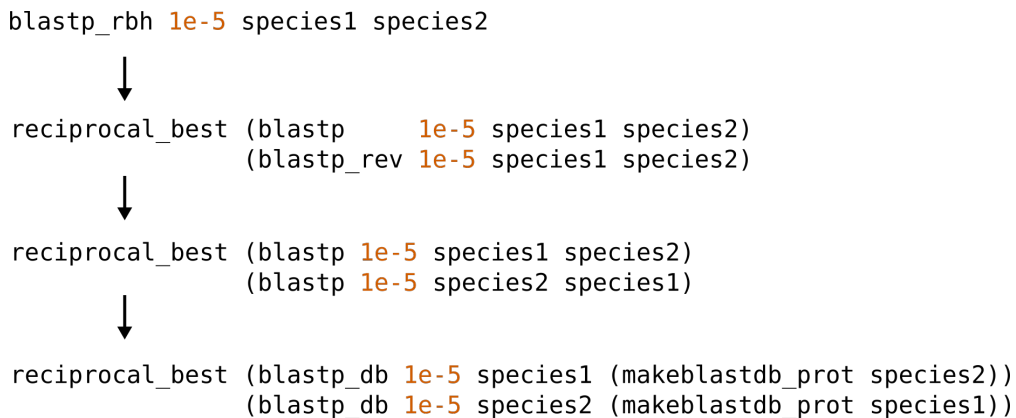 blastp_rbh 1e-5 species1 species2
reciprocal_best (blastp     1e-5 species1 species2)
                (blastp_rev 1e-5 species1 species2)
reciprocal_best (blastp 1e-5 species1 species2)
                (blastp 1e-5 species2 species1)
reciprocal_best (blastp_db 1e-5 species1 (makeblastdb_prot species2))
                (blastp_db 1e-5 species2 (makeblastdb_prot species1))